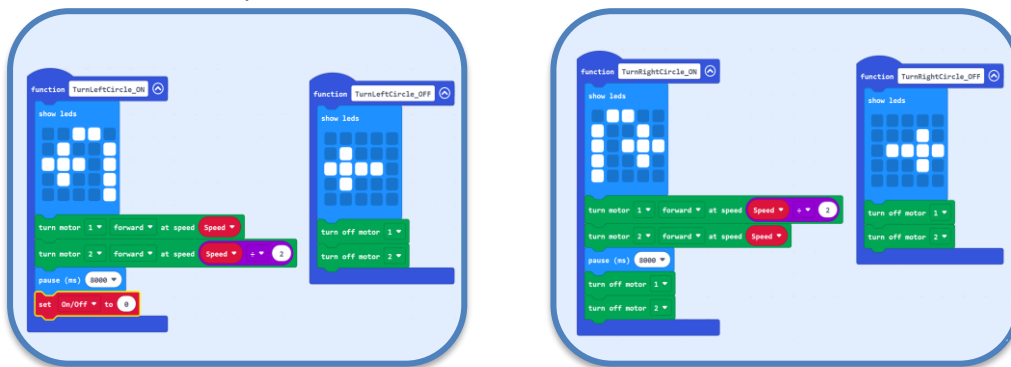 function TurnLeftCircle_ON
show leds
turn motor 1 forward at speed Speed
turn motor 2 forward at speed Speed ÷ 2
pause (ms) 8000
set On/Off to 0
function TurnLeftCircle_OFF
show leds
turn off motor 1
turn off motor 2
function TurnRightCircle_ON
show leds
turn motor 1 forward at speed Speed ÷ 2
turn motor 2 forward at speed Speed
pause (ms) 8000
turn off motor 1
turn off motor 2
function TurnRightCircle_OFF
show leds
turn off motor 1
turn off motor 2